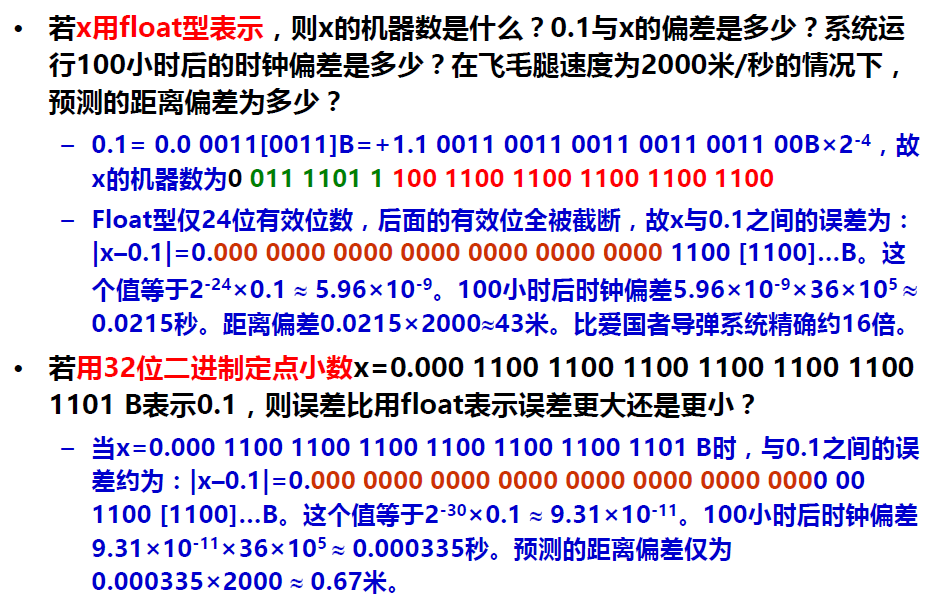 • 若x用float型表示，则x的机器数是什么？0.1与x的偏差是多少？系统运
行100小时后的时钟偏差是多少？在飞毛腿速度为2000米/秒的情况下，
预测的距离偏差为多少？
– 0.1= 0.0 0011[0011]B=+1.1 0011 0011 0011 0011 0011 00B×2⁻⁴，故
x的机器数为0 011 1101 1 100 1100 1100 1100 1100 1100
– Float型仅24位有效位数，后面的有效位全被截断，故x与0.1之间的误差为：
|x–0.1|=0.000 0000 0000 0000 0000 0000 0000 1100 [1100]...B。这
个值等于2⁻²⁴×0.1 ≈ 5.96×10⁻⁹。100小时后时钟偏差5.96×10⁻⁹×36×10⁵ ≈
0.0215秒。距离偏差0.0215×2000≈43米。比爱国者导弹系统精确约16倍。
• 若用32位二进制定点小数x=0.000 1100 1100 1100 1100 1100 1100
1101 B表示0.1，则误差比用float表示误差更大还是更小？
– 当x=0.000 1100 1100 1100 1100 1100 1100 1101 B时，与0.1之间的误
差约为：|x–0.1|=0.000 0000 0000 0000 0000 0000 0000 0000 00
1100 [1100]...B。这个值等于2⁻³⁰×0.1 ≈ 9.31×10⁻¹¹。100小时后时钟偏差
9.31×10⁻¹¹×36×10⁵ ≈ 0.000335秒。预测的距离偏差仅为
0.000335×2000 ≈ 0.67米。